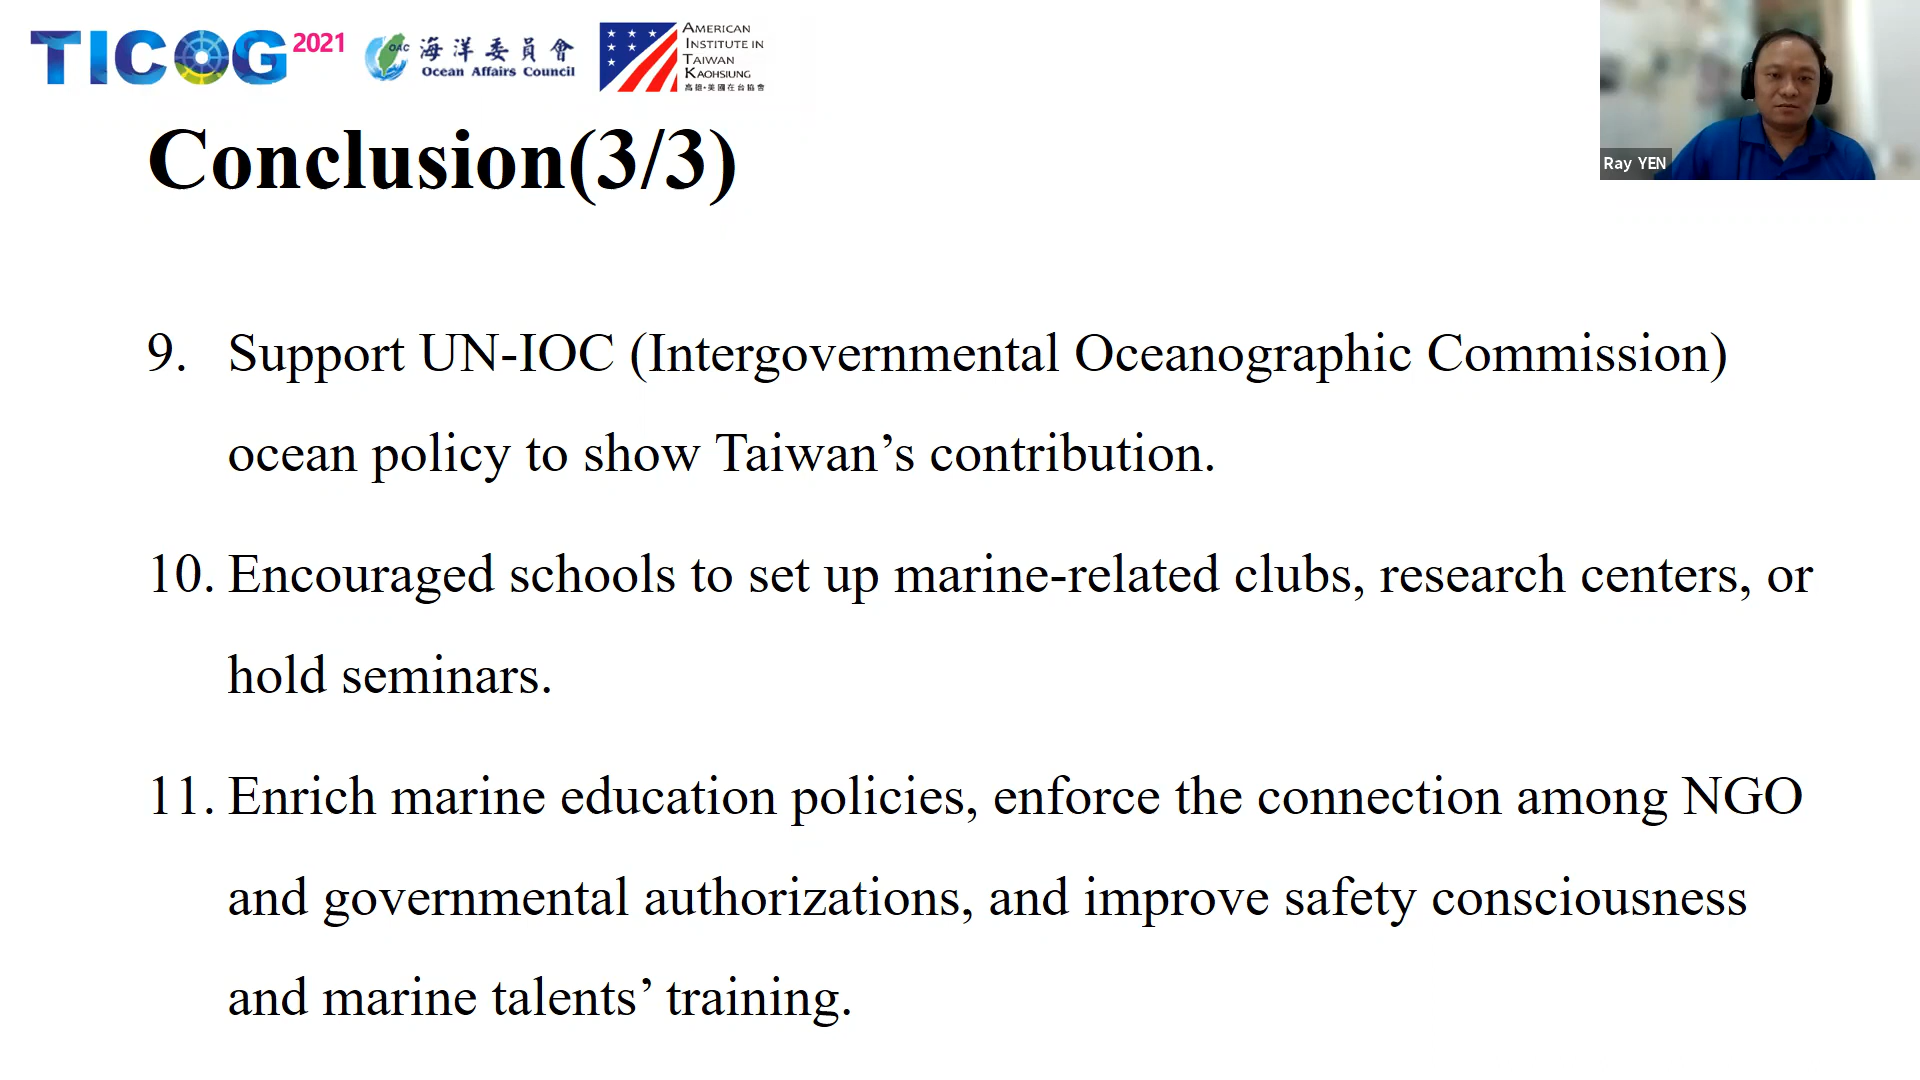 TICOG 2021
OAC
海洋委員會
Ocean Affairs Council
AMERICAN
INSTITUTE IN
TAIWAN
KAOHSIUNG
高雄•美國在台協會
Ray YEN
Conclusion(3/3)
9. Support UN-IOC (Intergovernmental Oceanographic Commission)
ocean policy to show Taiwan’s contribution.
10. Encouraged schools to set up marine-related clubs, research centers, or
hold seminars.
11. Enrich marine education policies, enforce the connection among NGO
and governmental authorizations, and improve safety consciousness
and marine talents’ training.